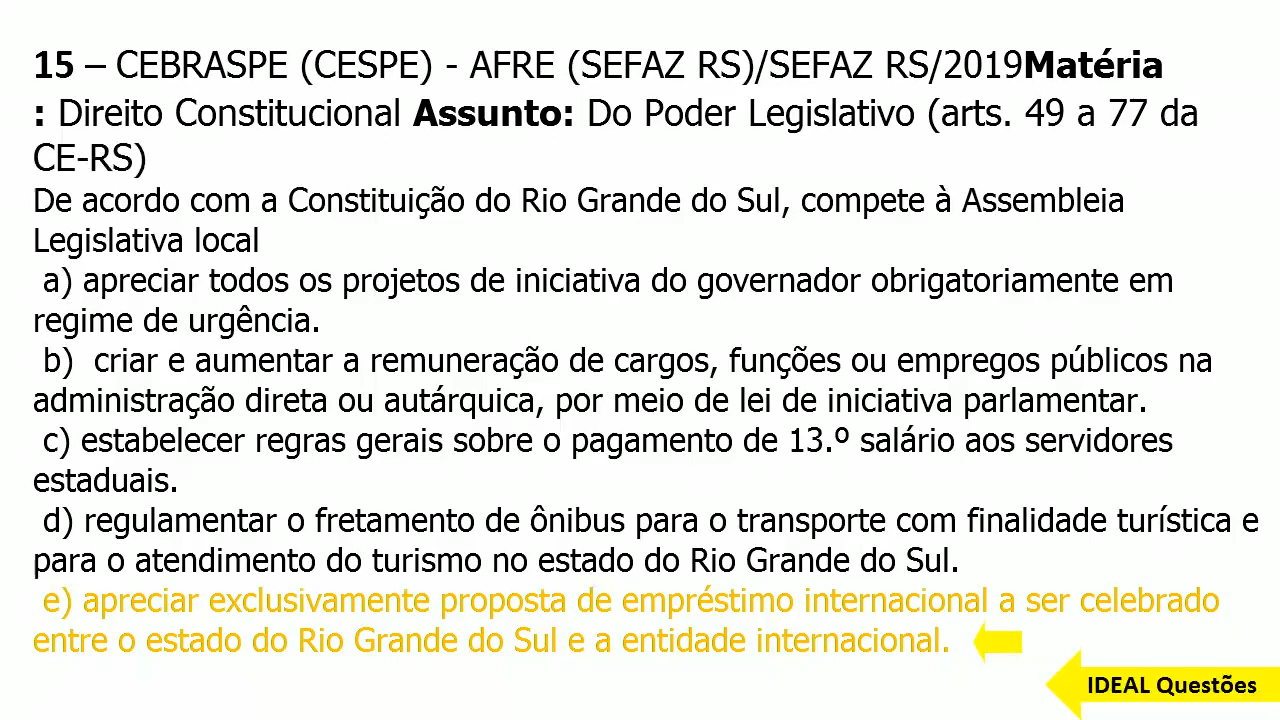 15 – CEBRASPE (CESPE) - AFRE (SEFAZ RS)/SEFAZ RS/2019Matéria
: Direito Constitucional Assunto: Do Poder Legislativo (arts. 49 a 77 da
CE-RS)
De acordo com a Constituição do Rio Grande do Sul, compete à Assembleia
Legislativa local
a) apreciar todos os projetos de iniciativa do governador obrigatoriamente em
regime de urgência.
b) criar e aumentar a remuneração de cargos, funções ou empregos públicos na
administração direta ou autárquica, por meio de lei de iniciativa parlamentar.
c) estabelecer regras gerais sobre o pagamento de 13.º salário aos servidores
estaduais.
d) regulamentar o fretamento de ônibus para o transporte com finalidade turística e
para o atendimento do turismo no estado do Rio Grande do Sul.
e) apreciar exclusivamente proposta de empréstimo internacional a ser celebrado
entre o estado do Rio Grande do Sul e a entidade internacional.
IDEAL Questões